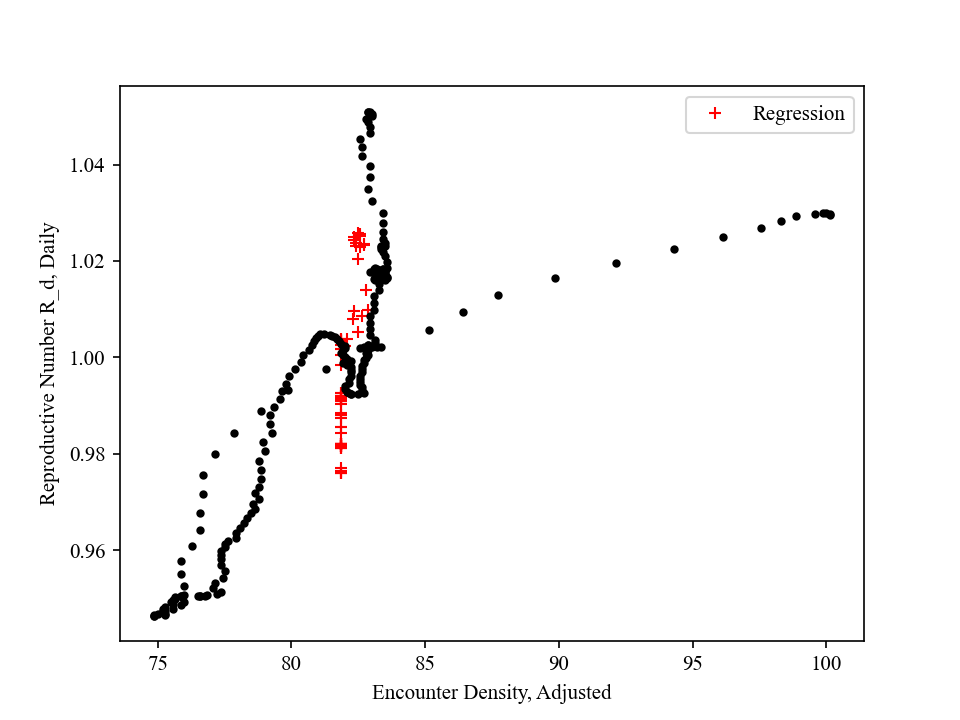 Regression
1.04
1.02
1.00
0.98
0.96
Reproductive Number R_d, Daily
75 80 85 90 95 100
Encounter Density, Adjusted